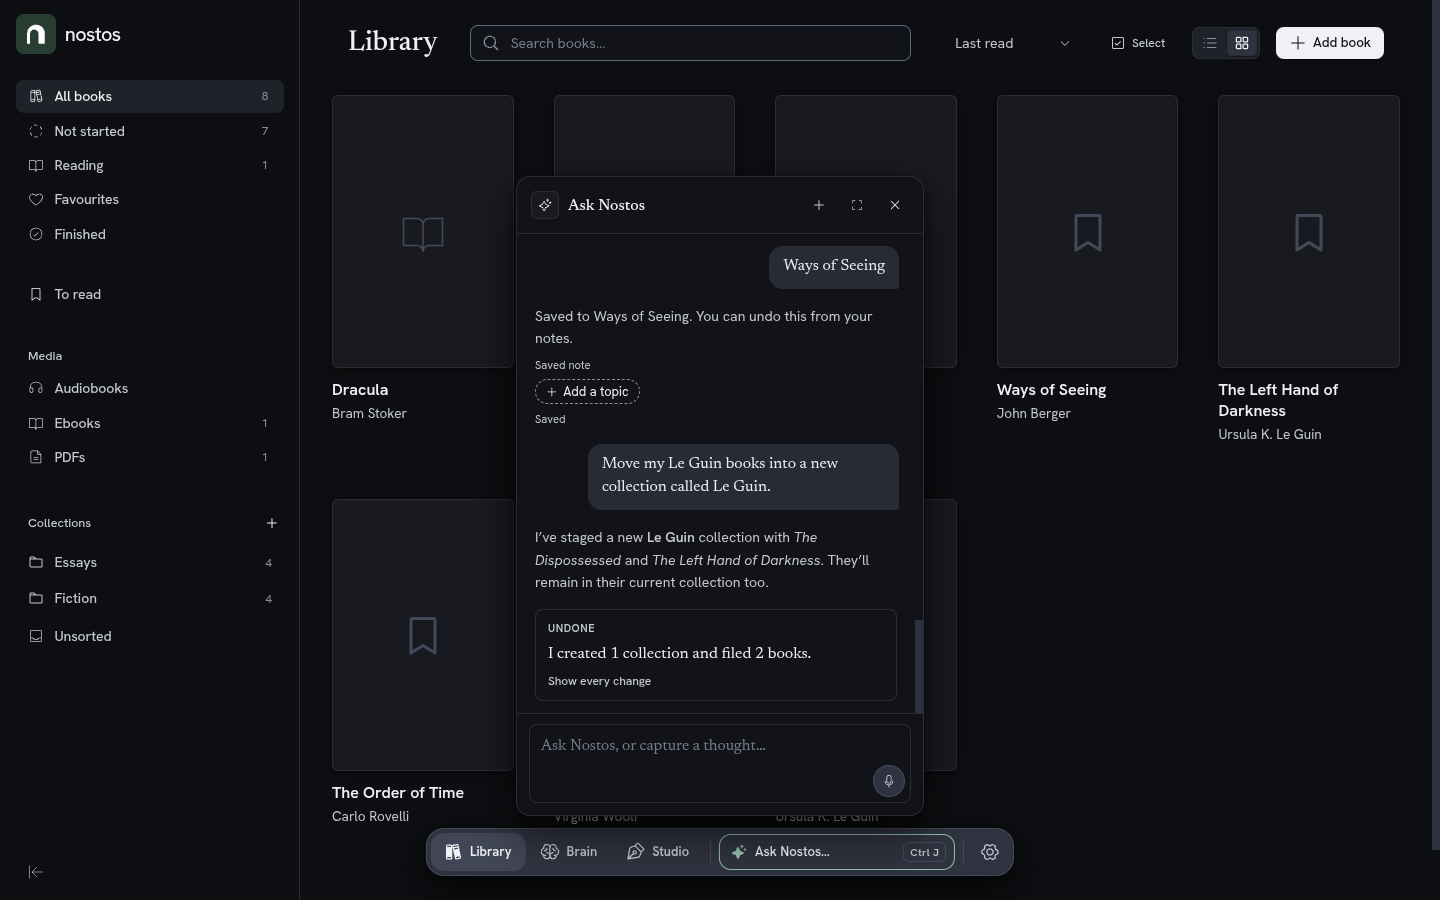 nostos
All books 8
Not started 7
Reading 1
Favourites
Finished
To read
Media
Audiobooks
Ebooks 1
PDFs 1
Collections
Essays 4
Fiction 4
Unsorted
Library
Search books...
Last read
Select
Add book
Dracula
Bram Stoker
Ways of Seeing
John Berger
The Left Hand of
Darkness
Ursula K. Le Guin
The Order of Time
Carlo Rovelli
Virginia Woolf
Ursula K. Le Guin
Ask Nostos
Ways of Seeing
Saved to Ways of Seeing. You can undo this from your
notes.
Saved note
Add a topic
Saved
Move my Le Guin books into a new
collection called Le Guin.
I’ve staged a new Le Guin collection with The
Dispossessed and The Left Hand of Darkness. They’ll
remain in their current collection too.
UNDONE
I created 1 collection and filed 2 books.
Show every change
Ask Nostos, or capture a thought…
Library
Brain
Studio
Ask Nostos…
Ctrl J